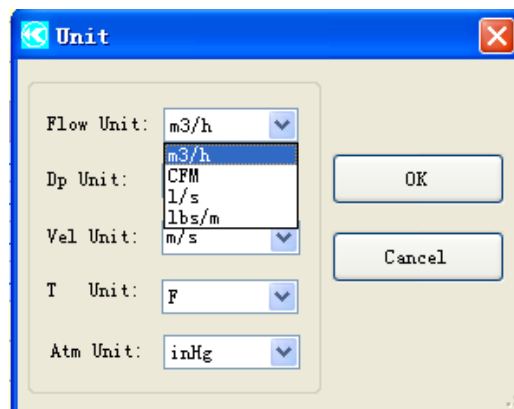 Unit
Flow Unit: m3/h
m3/h
Dp Unit: CFM
l/s
lbs/m
Vel Unit: m/s
OK
Cancel
T Unit: F
Atm Unit: inHg